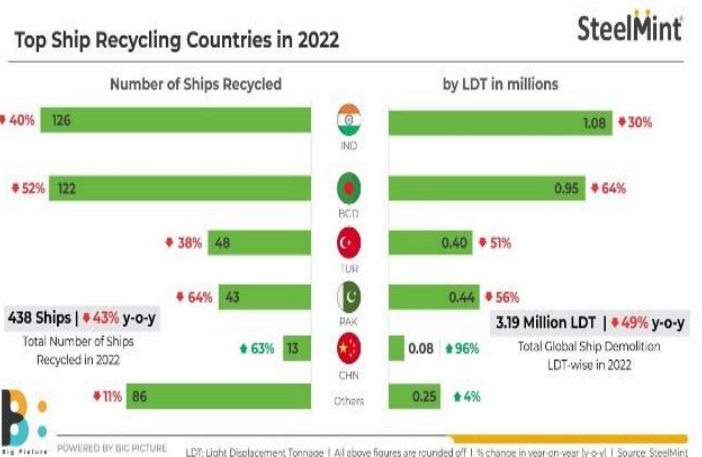 SteelMint
Top Ship Recycling Countries in 2022
Number of Ships Recycled
by LDT in millions
40% 126 IND 1.08 30%
52% 122 BCD 0.95 64%
38% 48 TUR 0.40 51%
64% 43 PAK 0.44 56%
438 Ships | 43% y-o-y
Total Number of Ships
Recycled in 2022
3.19 Million LDT | 49% y-o-y
Total Global Ship Demolition
LDT-wise in 2022
63% 13 CHN 0.08 96%
11% 86 Others 0.25 4%
Big Picture
POWERED BY BIG PICTURE
LDT: Light Displacement Tonnage | All above figures are rounded off | % change in year-on-year (y-o-y) | Source: SteelMint